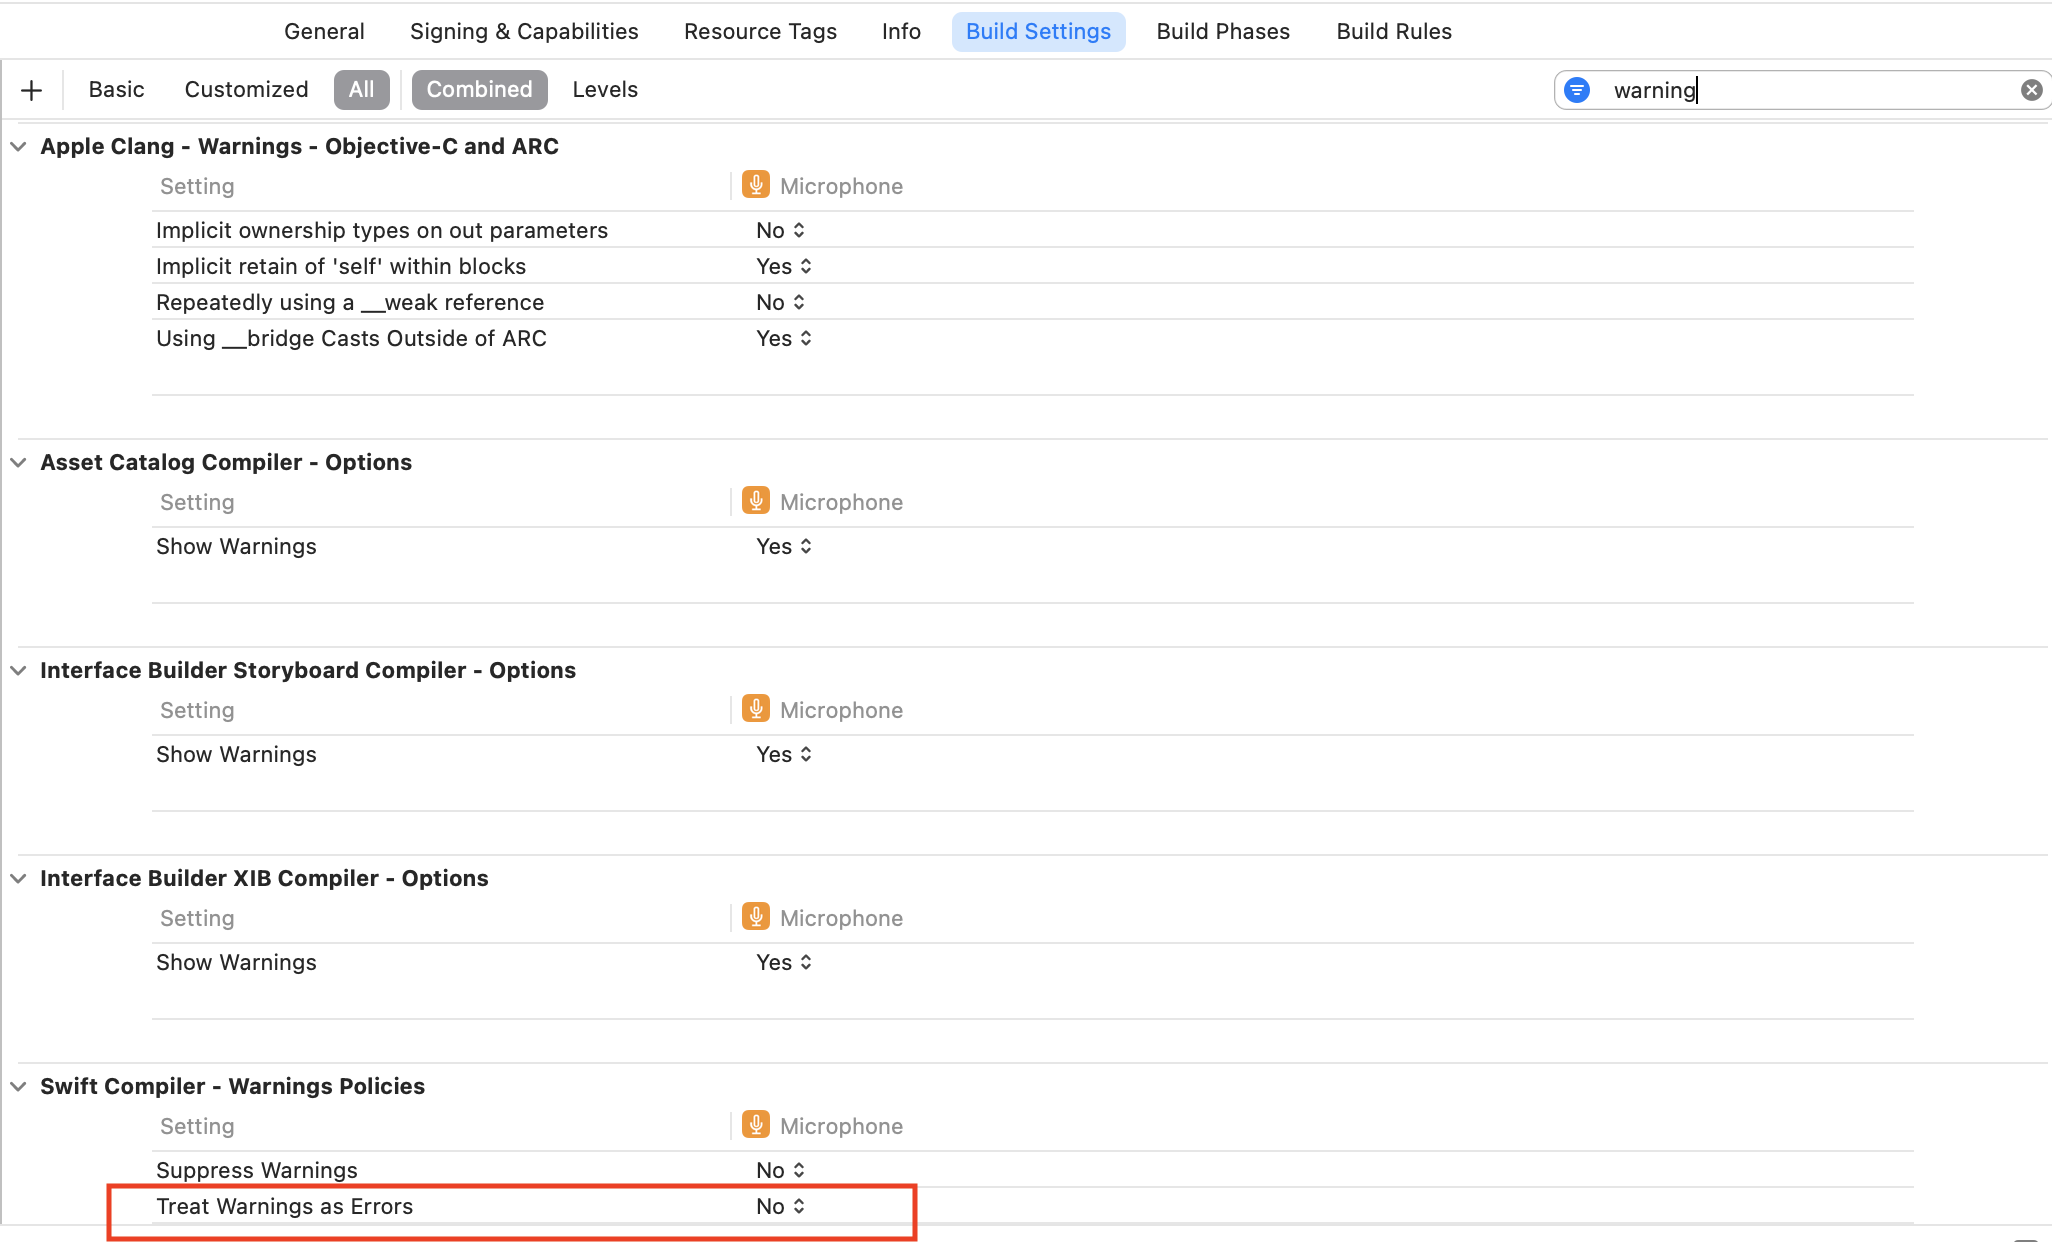 General Signing & Capabilities Resource Tags Info Build Settings Build Phases Build Rules
Basic Customized All Combined Levels warning
Apple Clang - Warnings - Objective-C and ARC
Setting Microphone
Implicit ownership types on out parameters No
Implicit retain of 'self' within blocks Yes
Repeatedly using a __weak reference No
Using __bridge Casts Outside of ARC Yes
Asset Catalog Compiler - Options
Setting Microphone
Show Warnings Yes
Interface Builder Storyboard Compiler - Options
Setting Microphone
Show Warnings Yes
Interface Builder XIB Compiler - Options
Setting Microphone
Show Warnings Yes
Swift Compiler - Warnings Policies
Setting Microphone
Suppress Warnings No
Treat Warnings as Errors No